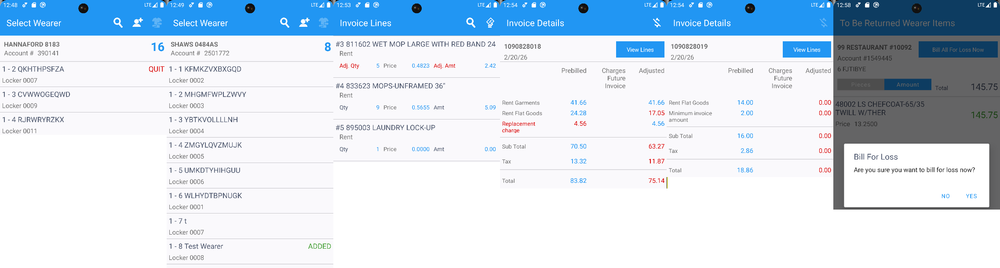 12:48 LTE
Select Wearer
HANNAFORD 8183 16
Account # 390141
1 - 2 QKHTHPSFZA QUIT
Locker 0007
1 - 3 CVWWOGEQWD
Locker 0009
1 - 4 RJRWRYRZKX
Locker 0011
12:49 LTE
Select Wearer
SHAWS 0484AS 8
Account # 2501772
1 - 1 KFMKZVXBXGQD
Locker 0002
1 - 2 MHGMFWPLZWVY
Locker 0003
1 - 3 YBTKVOLLLLNH
Locker 0004
1 - 4 ZMGYLQVZMUJK
Locker 0005
1 - 5 UMKDTYHIHGUU
Locker 0006
1 - 6 WLHYDTBPNUGK
Locker 0001
1 - 7 t
Locker 0007
1 - 8 Test Wearer ADDED
Locker 0008
12:53 LTE
Invoice Lines
#3 811602 WET MOP LARGE WITH RED BAND 24
Rent
Adj. Qty 5 Price 0.4823 Adj. Amt 2.42
#4 833623 MOPS-UNFRAMED 36"
Rent
Qty 9 Price 0.5655 Amt 5.09
#5 895003 LAUNDRY LOCK-UP
Rent
Qty 1 Price 0.0000 Amt 0.00
12:54 LTE
Invoice Details
1090828018 View Lines
2/20/26
Prebilled Charges Adjusted
Future
Invoice
Rent Garments 41.66 41.66
Rent Flat Goods 24.28 17.05
Replacement 4.56 4.56
charge
Sub Total 70.50 63.27
Tax 13.32 11.87
Total 83.82 75.14
12:54 LTE
Invoice Details
1090828019 View Lines
2/20/26
Prebilled Charges Adjusted
Future
Invoice
Rent Flat Goods 14.00 0.00
Minimum invoice 2.00 0.00
amount
Sub Total 16.00 0.00
Tax 2.86 0.00
Total 18.86 0.00
12:58 LTE
To Be Returned Wearer Items
99 RESTAURANT #10092 Bill All For Loss Now
Account #1549445
6 FJTIBYE
Pieces Amount Total 145.75
48002 LS CHEFCOAT-65/35
TWILL W/THER 145.75
Price 13.2500
Bill For Loss
Are you sure you want to bill for loss now?
NO YES